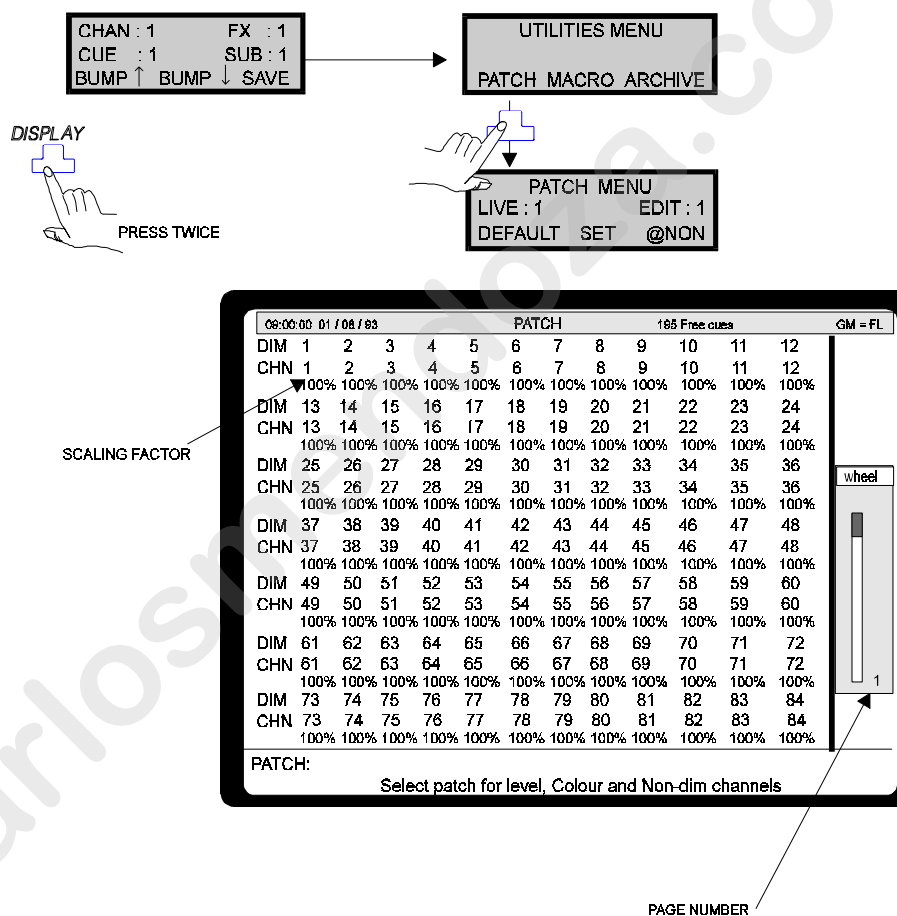 CHAN : 1 FX : 1
CUE : 1 SUB : 1
BUMP ↑ BUMP ↓ SAVE
UTILITIES MENU
PATCH MACRO ARCHIVE
DISPLAY
PRESS TWICE
PATCH MENU
LIVE : 1 EDIT : 1
DEFAULT SET @NON
09:00:00 01 / 08 / 93 PATCH 195 Free cues GM = FL
DIM 1 2 3 4 5 6 7 8 9 10 11 12
CHN 1 2 3 4 5 6 7 8 9 10 11 12
100% 100% 100% 100% 100% 100% 100% 100% 100% 100% 100% 100%
DIM 13 14 15 16 17 18 19 20 21 22 23 24
CHN 13 14 15 16 17 18 19 20 21 22 23 24
100% 100% 100% 100% 100% 100% 100% 100% 100% 100% 100% 100%
SCALING FACTOR
DIM 25 26 27 28 29 30 31 32 33 34 35 36
CHN 25 26 27 28 29 30 31 32 33 34 35 36
100% 100% 100% 100% 100% 100% 100% 100% 100% 100% 100% 100%
wheel
DIM 37 38 39 40 41 42 43 44 45 46 47 48
CHN 37 38 39 40 41 42 43 44 45 46 47 48
100% 100% 100% 100% 100% 100% 100% 100% 100% 100% 100% 100%
DIM 49 50 51 52 53 54 55 56 57 58 59 60
CHN 49 50 51 52 53 54 55 56 57 58 59 60
100% 100% 100% 100% 100% 100% 100% 100% 100% 100% 100% 100%
DIM 61 62 63 64 65 66 67 68 69 70 71 72
CHN 61 62 63 64 65 66 67 68 69 70 71 72
100% 100% 100% 100% 100% 100% 100% 100% 100% 100% 100% 100%
1
DIM 73 74 75 76 77 78 79 80 81 82 83 84
CHN 73 74 75 76 77 78 79 80 81 82 83 84
100% 100% 100% 100% 100% 100% 100% 100% 100% 100% 100% 100%
PATCH:
Select patch for level, Colour and Non-dim channels
PAGE NUMBER
arlosmendoza.co